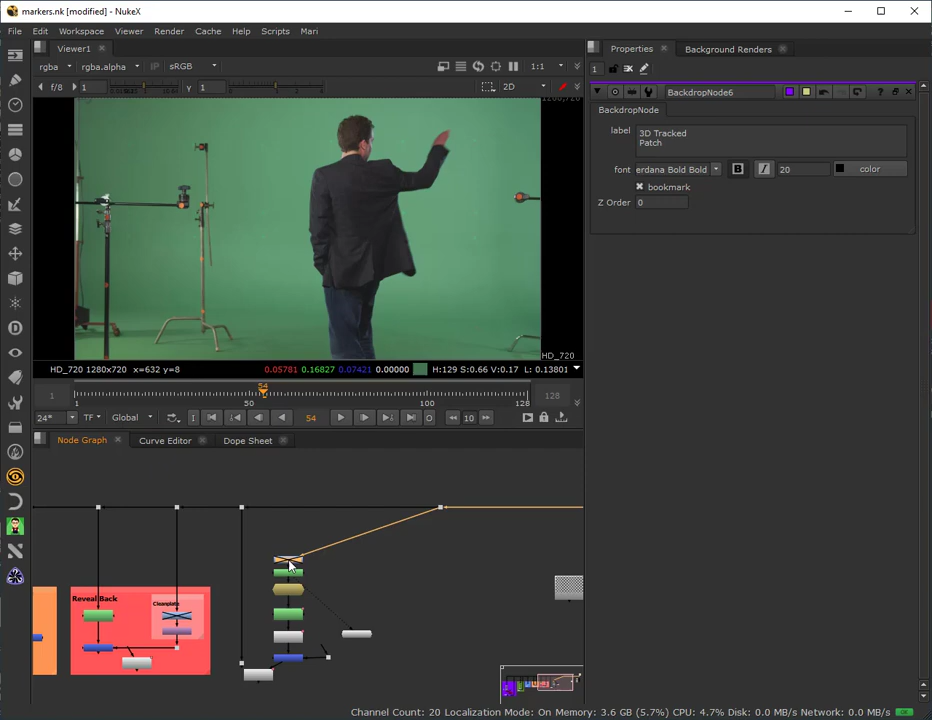 markers.nk [modified] - NukeX
File Edit Workspace Viewer Render Cache Help Scripts Mari
Viewer1
rgba rgba.alpha IP sRGB 1:1
f/8 1 γ 1 2D
HD_720
HD_720 1280x720 x=632 y=8 0.05781 0.16827 0.07421 0.00000 H:129 S:0.66 V:0.17 L: 0.13801
54
1 1 50 100 128 128
24* TF Global I 54 O 10
Node Graph Curve Editor Dope Sheet
Reveal Back
Cleanplate
Properties Background Renders
1
BackdropNode6
BackdropNode
label 3D Tracked
Patch
font erdana Bold Bold B I 20 color
bookmark
Z Order 0
Channel Count: 20 Localization Mode: On Memory: 3.6 GB (5.7%) CPU: 4.7% Disk: 0.0 MB/s Network: 0.0 MB/s